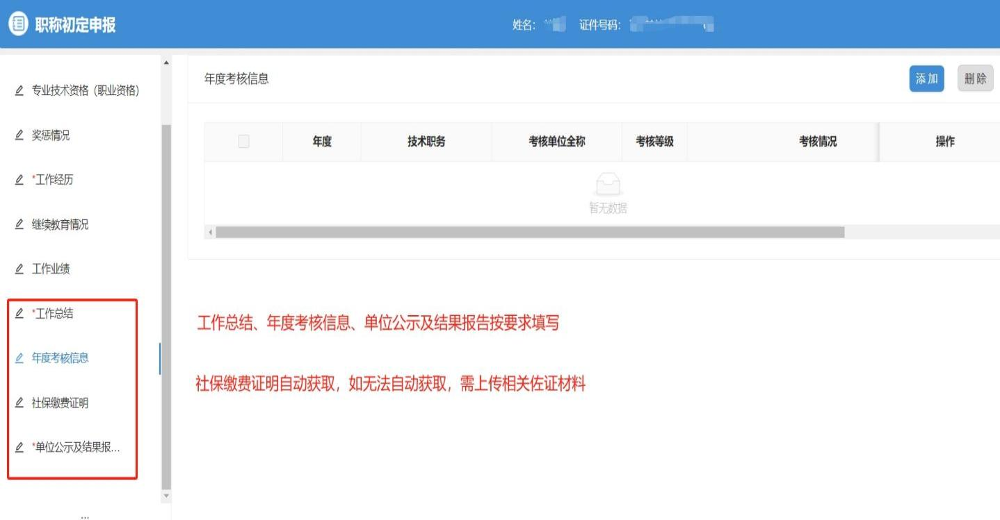 职称初定申报
姓名： 证件号码：
专业技术资格（职业资格）
奖惩情况
*工作经历
继续教育情况
工作业绩
*工作总结
年度考核信息
社保缴费证明
*单位公示及结果报...
...
年度考核信息 添加 删除
年度 技术职务 考核单位全称 考核等级 考核情况 操作
暂无数据
工作总结、年度考核信息、单位公示及结果报告按要求填写
社保缴费证明自动获取，如无法自动获取，需上传相关佐证材料